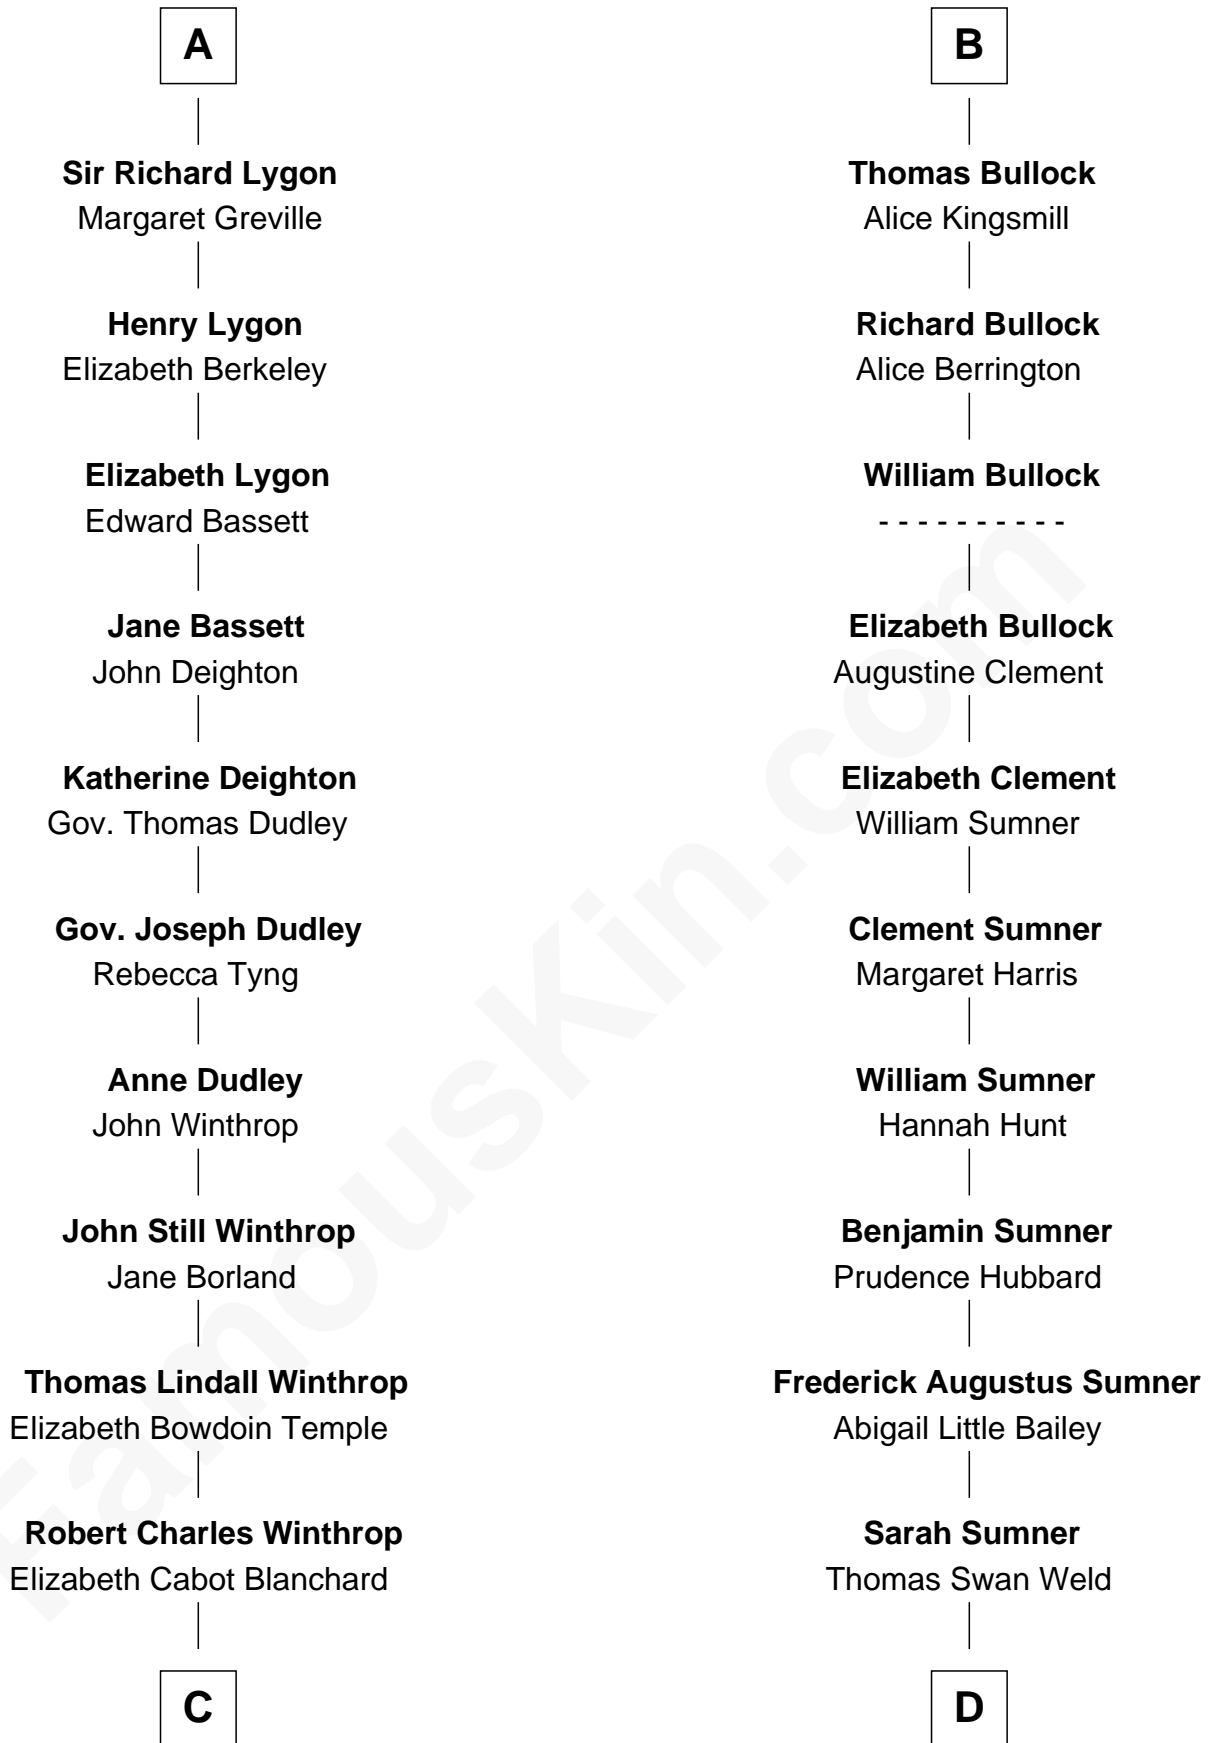 A
Sir Richard Lygon
Margaret Greville
Henry Lygon
Elizabeth Berkeley
Elizabeth Lygon
Edward Bassett
Jane Bassett
John Deighton
Katherine Deighton
Gov. Thomas Dudley
Gov. Joseph Dudley
Rebecca Tyng
Anne Dudley
John Winthrop
John Still Winthrop
Jane Borland
Thomas Lindall Winthrop
Elizabeth Bowdoin Temple
Robert Charles Winthrop
Elizabeth Cabot Blanchard
C
B
Thomas Bullock
Alice Kingsmill
Richard Bullock
Alice Berrington
William Bullock
- - - - - - - - - -
Elizabeth Bullock
Augustine Clement
Elizabeth Clement
William Sumner
Clement Sumner
Margaret Harris
William Sumner
Hannah Hunt
Benjamin Sumner
Prudence Hubbard
Frederick Augustus Sumner
Abigail Little Bailey
Sarah Sumner
Thomas Swan Weld
D
FamousKin.com